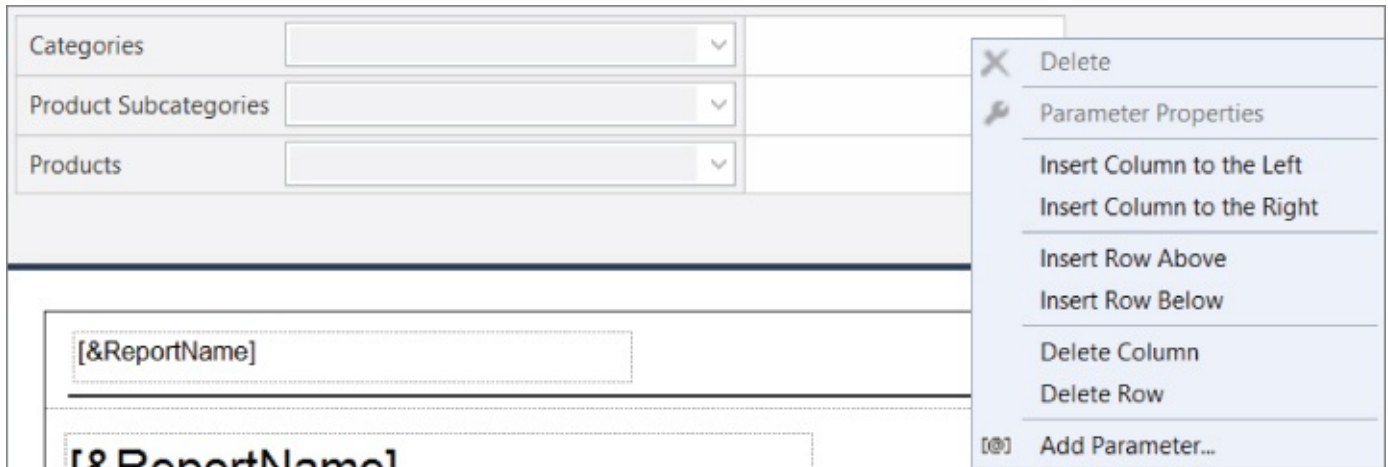 Categories
Product Subcategories
Products
Delete
Parameter Properties
Insert Column to the Left
Insert Column to the Right
Insert Row Above
Insert Row Below
Delete Column
Delete Row
[@] Add Parameter...
[&ReportName]
[&ReportName]